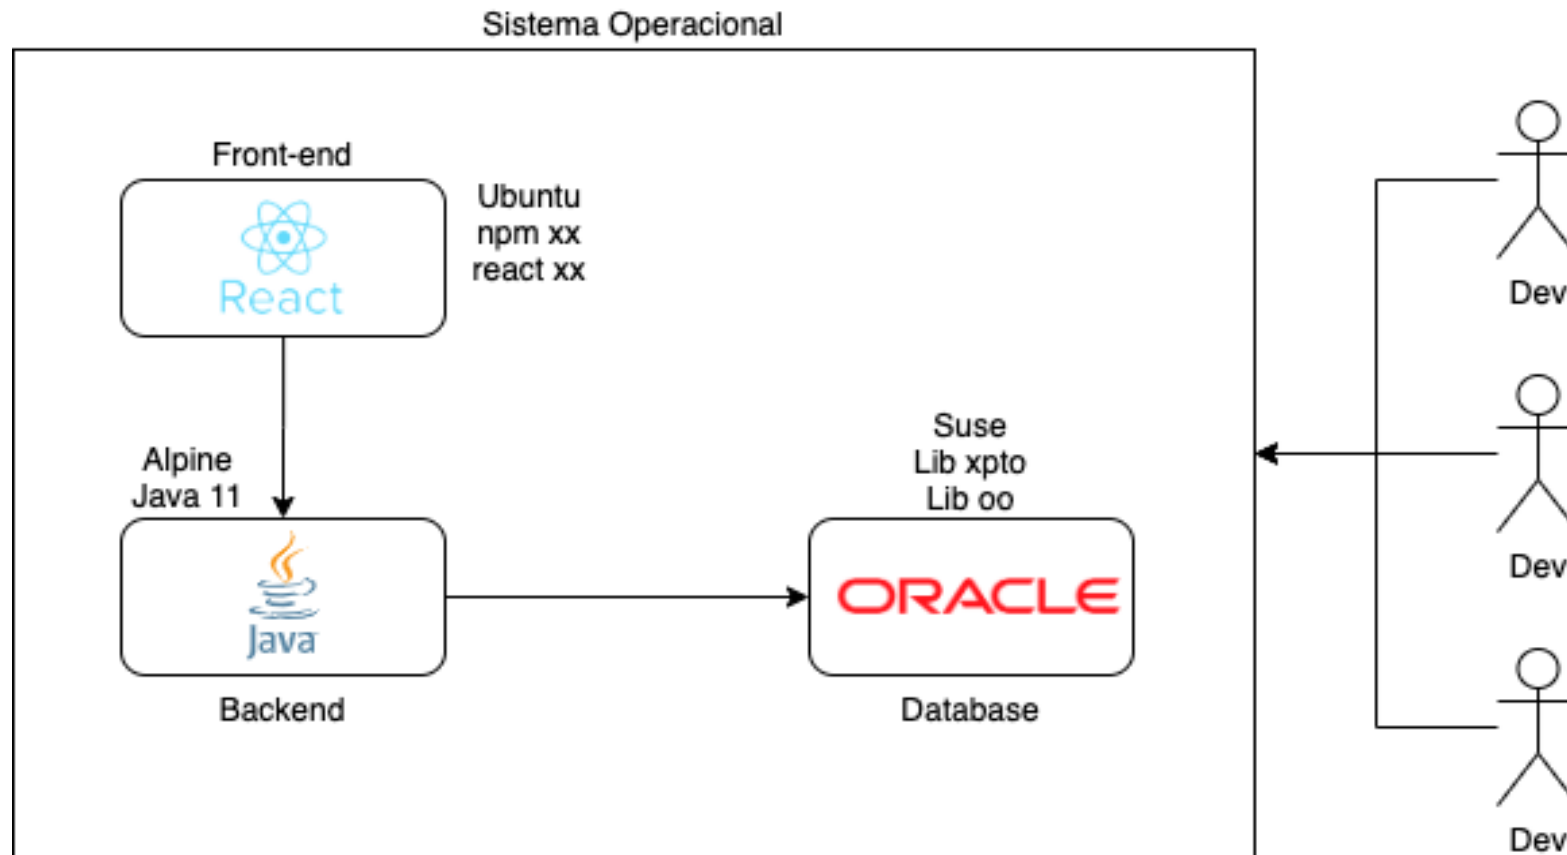 Sistema Operacional
Front-end
React
Ubuntu
npm xx
react xx
Alpine
Java 11
Java
Backend
Suse
Lib xpto
Lib oo
ORACLE
Database
Dev
Dev
Dev